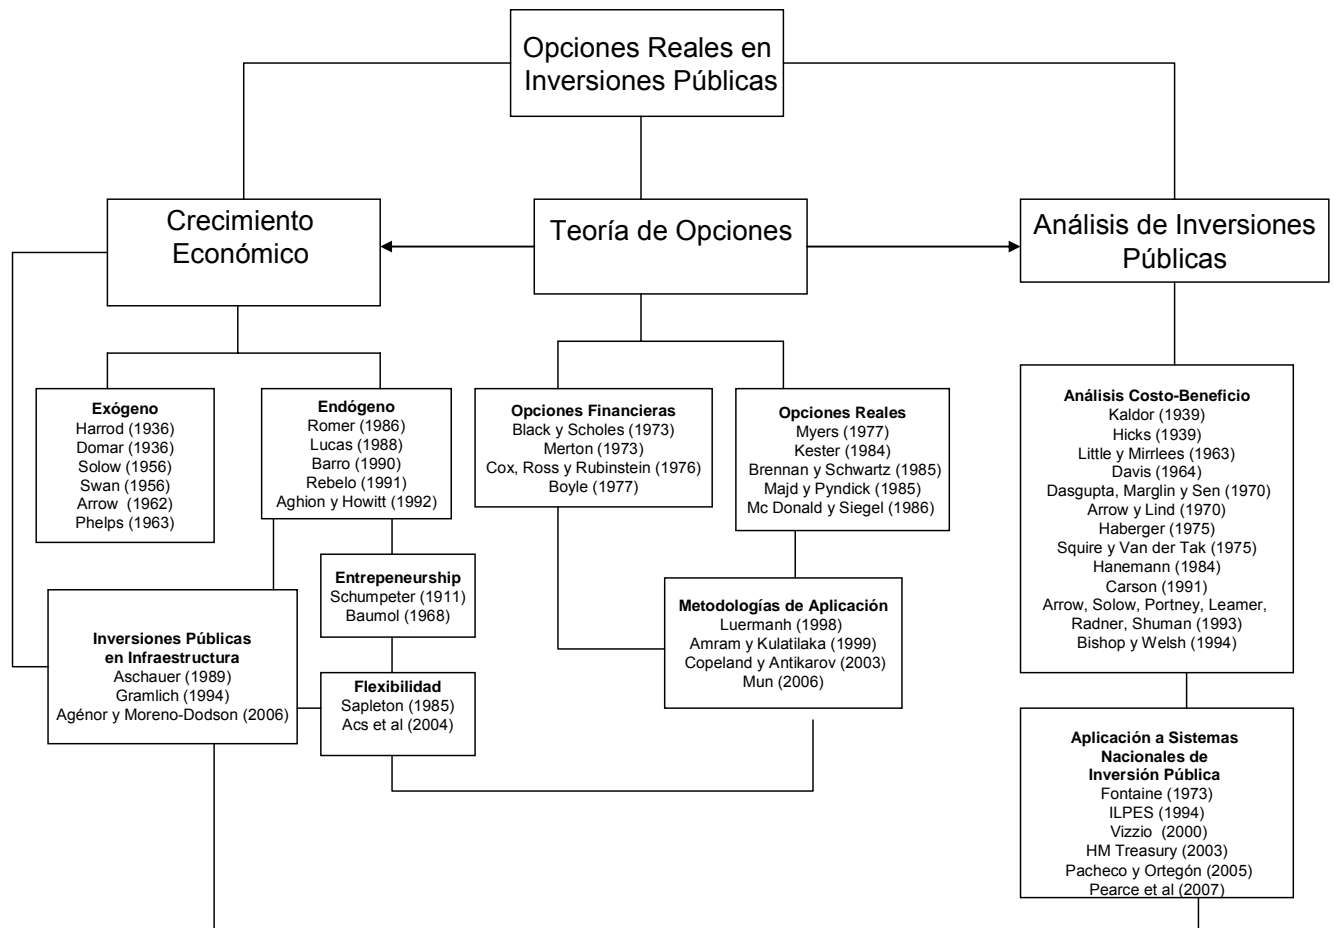 Opciones Reales en
Inversiones Públicas
Crecimiento
Económico
Teoría de Opciones
Análisis de Inversiones
Públicas
Exógeno
Harrod (1936)
Domar (1936)
Solow (1956)
Swan (1956)
Arrow (1962)
Phelps (1963)
Endógeno
Romer (1986)
Lucas (1988)
Barro (1990)
Rebelo (1991)
Aghion y Howitt (1992)
Opciones Financieras
Black y Scholes (1973)
Merton (1973)
Cox, Ross y Rubinstein (1976)
Boyle (1977)
Opciones Reales
Myers (1977)
Kester (1984)
Brennan y Schwartz (1985)
Majd y Pyndick (1985)
Mc Donald y Siegel (1986)
Análisis Costo-Beneficio
Kaldor (1939)
Hicks (1939)
Little y Mirrlees (1963)
Davis (1964)
Dasgupta, Marglin y Sen (1970)
Arrow y Lind (1970)
Haberger (1975)
Squire y Van der Tak (1975)
Hanemann (1984)
Carson (1991)
Arrow, Solow, Portney, Leamer,
Radner, Shuman (1993)
Bishop y Welsh (1994)
Entrepeneurship
Schumpeter (1911)
Baumol (1968)
Metodologías de Aplicación
Luermanh (1998)
Amram y Kulatilaka (1999)
Copeland y Antikarov (2003)
Mun (2006)
Inversiones Públicas
en Infraestructura
Aschauer (1989)
Gramlich (1994)
Agénor y Moreno-Dodson (2006)
Flexibilidad
Sapleton (1985)
Acs et al (2004)
Aplicación a Sistemas
Nacionales de
Inversión Pública
Fontaine (1973)
ILPES (1994)
Vizzio (2000)
HM Treasury (2003)
Pacheco y Ortegón (2005)
Pearce et al (2007)